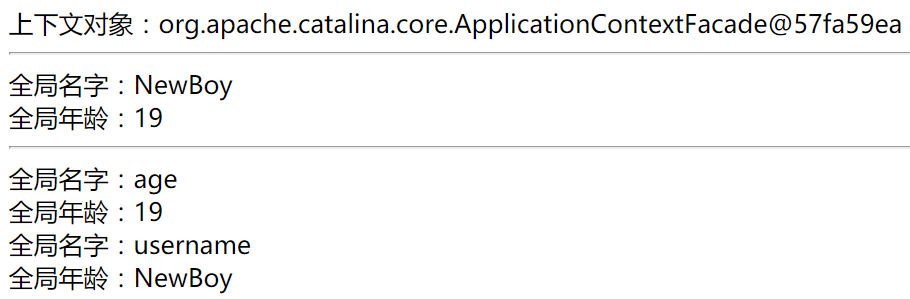 上下文对象：org.apache.catalina.core.ApplicationContextFacade@57fa59ea
全局名字：NewBoy
全局年龄：19
全局名字：age
全局年龄：19
全局名字：username
全局年龄：NewBoy